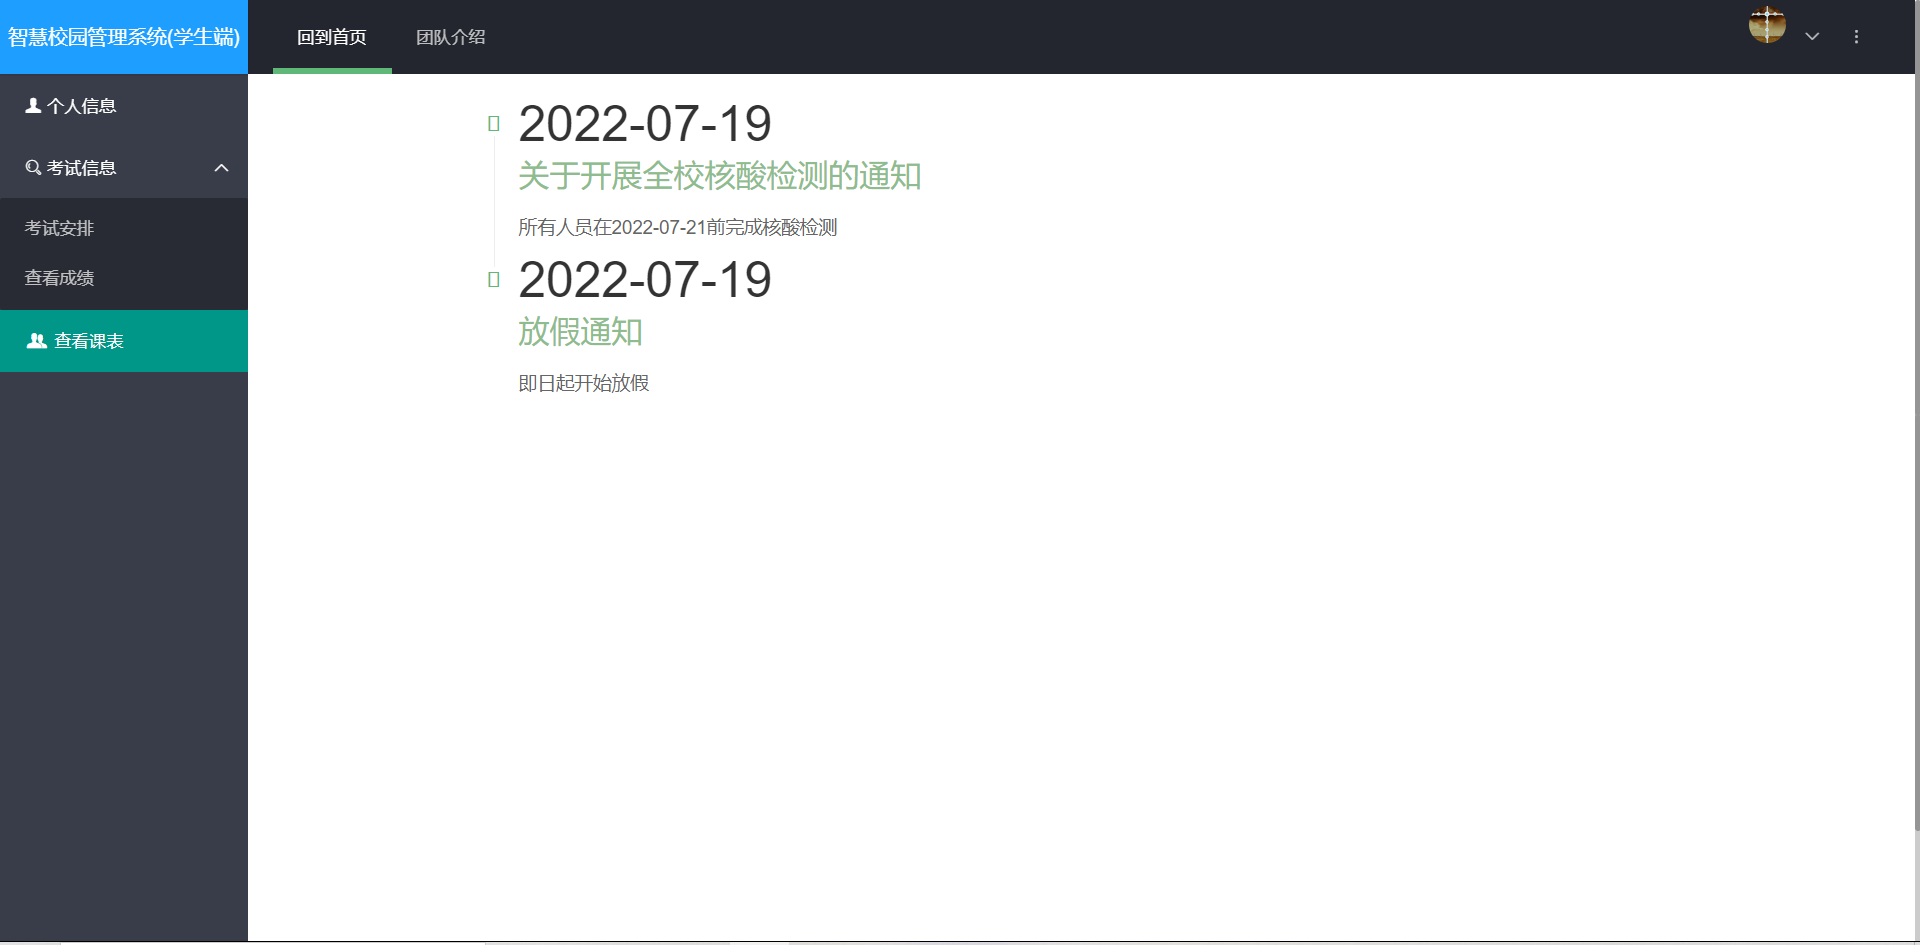 智慧校园管理系统(学生端)
回到首页
团队介绍
个人信息
考试信息
考试安排
查看成绩
查看课表
2022-07-19
关于开展全校核酸检测的通知
所有人员在2022-07-21前完成核酸检测
2022-07-19
放假通知
即日起开始放假